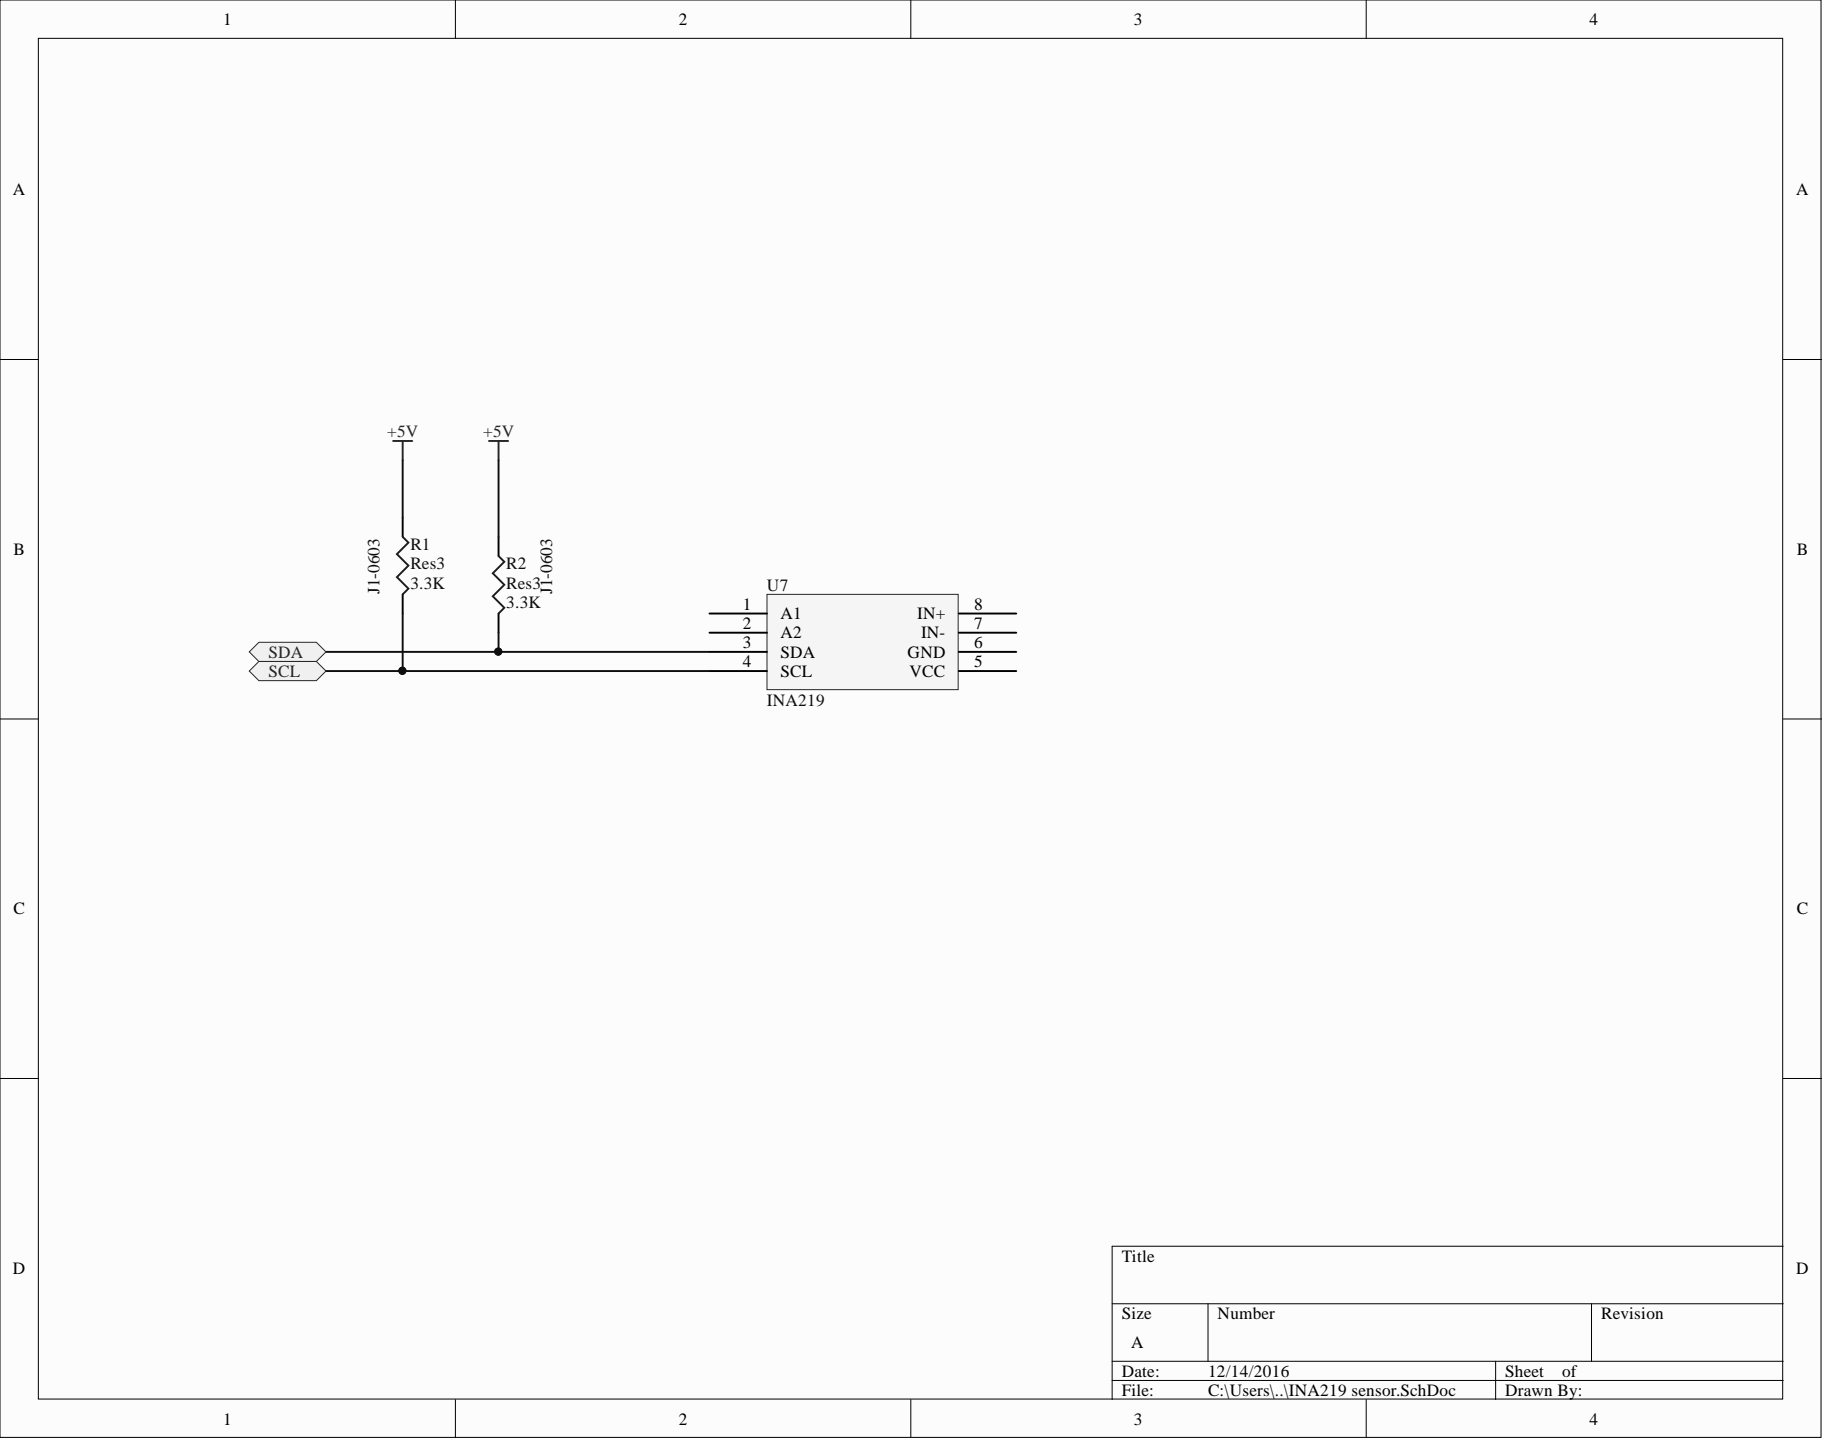 1 2 3 4
A A
+5V +5V
B B
J1-0603
R1
Res3
3.3K
R2
Res3
3.3K
J1-0603
U7
1 A1 IN+ 8
2 A2 IN- 7
SDA 3 SDA GND 6
SCL 4 SCL VCC 5
INA219
C C
D D
Title
Size Number Revision
A
Date: 12/14/2016 Sheet of
File: C:\Users\..\INA219 sensor.SchDoc Drawn By:
1 2 3 4